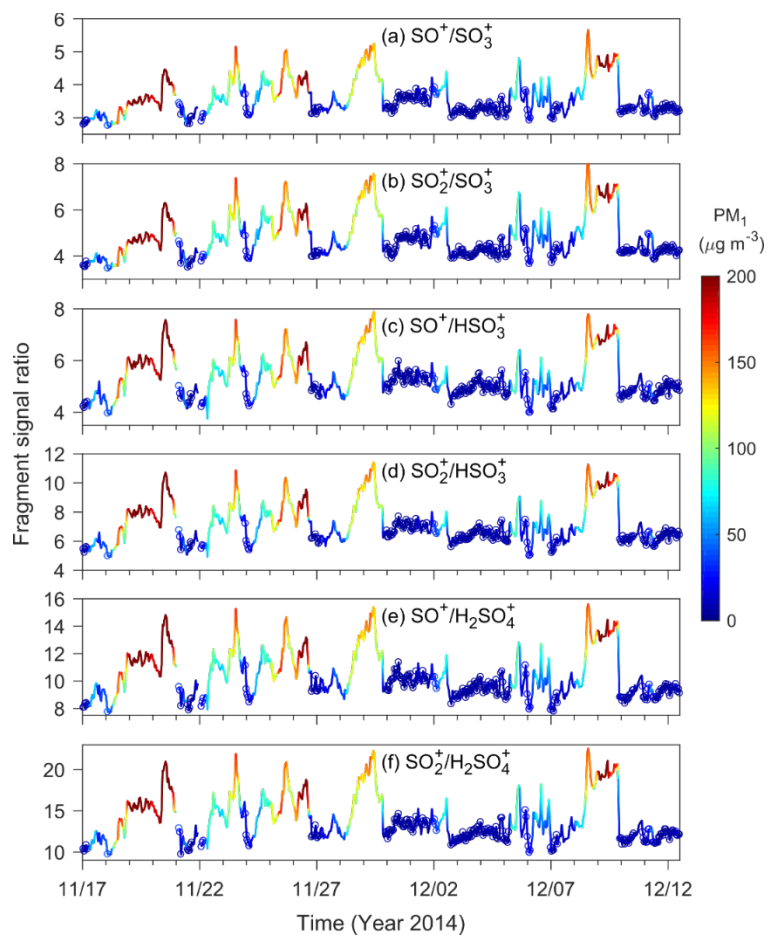 6
5
4
3
(a) SO⁺/SO₃⁺
8
6
4
(b) SO₂⁺/SO₃⁺
8
6
4
(c) SO⁺/HSO₃⁺
12
10
8
6
4
(d) SO₂⁺/HSO₃⁺
16
14
12
10
8
(e) SO⁺/H₂SO₄⁺
20
15
10
(f) SO₂⁺/H₂SO₄⁺
11/17 11/22 11/27 12/02 12/07 12/12
Time (Year 2014)
Fragment signal ratio
PM₁
(μg m⁻³)
200
150
100
50
0